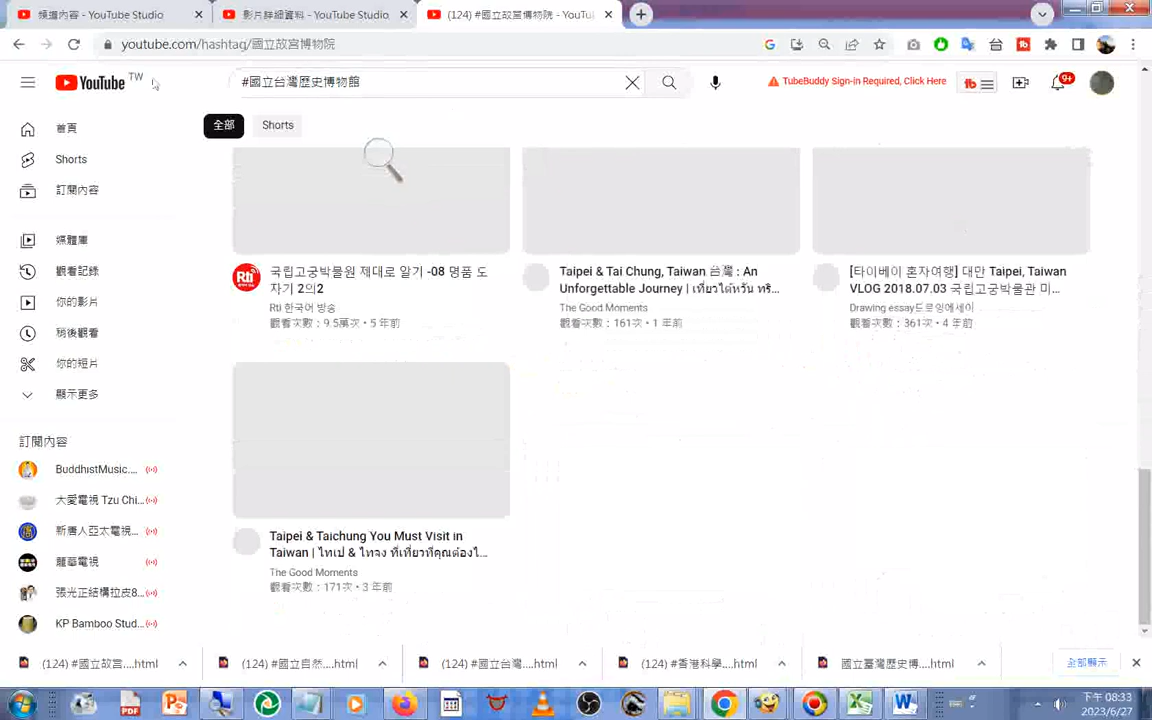 頻道內容 - YouTube Studio
影片詳細資料 - YouTube Studio
(124) #國立故宮博物院 - YouTu
youtube.com/hashtag/國立故宮博物院
YouTube TW
#國立台灣歷史博物館
TubeBuddy Sign-In Required, Click Here
tb
9+
全部
Shorts
首頁
Shorts
訂閱內容
媒體庫
觀看記錄
你的影片
稍後觀看
你的短片
顯示更多
訂閱內容
BuddhistMusic....
大愛電視 Tzu Chi...
新唐人亞太電視...
龍華電視
張光正結構拉皮8...
KP Bamboo Stud...
Rti
국립고궁박물원 제대로 알기 -08 명품 도
자기 2의2
Rti 한국어 방송
觀看次數：9.5萬次 • 5 年前
Taipei & Tai Chung, Taiwan 台灣 : An
Unforgettable Journey | เที่ยวไต้หวัน ทริ...
The Good Moments
觀看次數：161次 • 1 年前
[타이베이 혼자여행] 대만 Taipei, Taiwan
VLOG 2018.07.03 국립고궁박물관 미...
Drawing essay드로잉에세이
觀看次數：361次 • 4 年前
Taipei & Taichung You Must Visit in
Taiwan | ไทเป & ไทจง ที่เที่ยวที่คุณต้องไ...
The Good Moments
觀看次數：171次 • 3 年前
(124) #國立故宮....html
(124) #國立自然....html
(124) #國立台灣....html
(124) #香港科學....html
國立臺灣歷史博....html
全部顯示
PDF
下午 08:33
2023/6/27